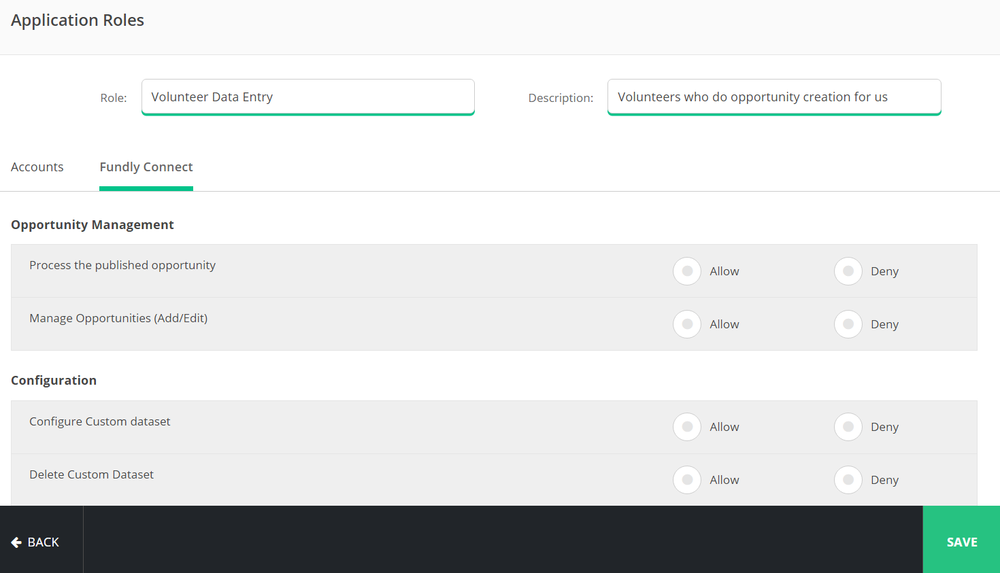 Application Roles
Role: Volunteer Data Entry Description: Volunteers who do opportunity creation for us
Accounts Fundly Connect
Opportunity Management
Process the published opportunity Allow Deny
Manage Opportunities (Add/Edit) Allow Deny
Configuration
Configure Custom dataset Allow Deny
Delete Custom Dataset Allow Deny
BACK SAVE